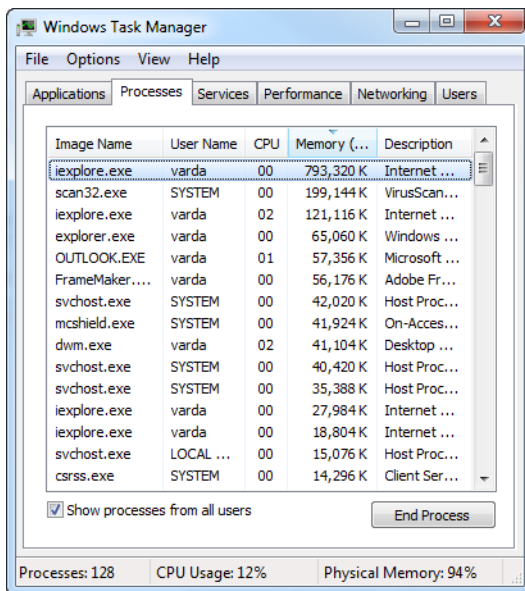 Windows Task Manager
File Options View Help
Applications Processes Services Performance Networking Users
Image Name User Name CPU Memory (... Description
iexplore.exe varda 00 793,320 K Internet ...
scan32.exe SYSTEM 00 199,144 K VirusScan...
iexplore.exe varda 02 121,116 K Internet ...
explorer.exe varda 00 65,060 K Windows ...
OUTLOOK.EXE varda 01 57,356 K Microsoft ...
FrameMaker.... varda 00 56,176 K Adobe Fr...
svchost.exe SYSTEM 00 42,020 K Host Proc...
mcshield.exe SYSTEM 00 41,924 K On-Acces...
dwm.exe varda 02 41,104 K Desktop ...
svchost.exe SYSTEM 00 40,420 K Host Proc...
svchost.exe SYSTEM 00 35,388 K Host Proc...
iexplore.exe varda 00 27,984 K Internet ...
iexplore.exe varda 00 18,804 K Internet ...
svchost.exe LOCAL ... 00 15,076 K Host Proc...
csrss.exe SYSTEM 00 14,296 K Client Ser...
Show processes from all users
End Process
Processes: 128 CPU Usage: 12% Physical Memory: 94%